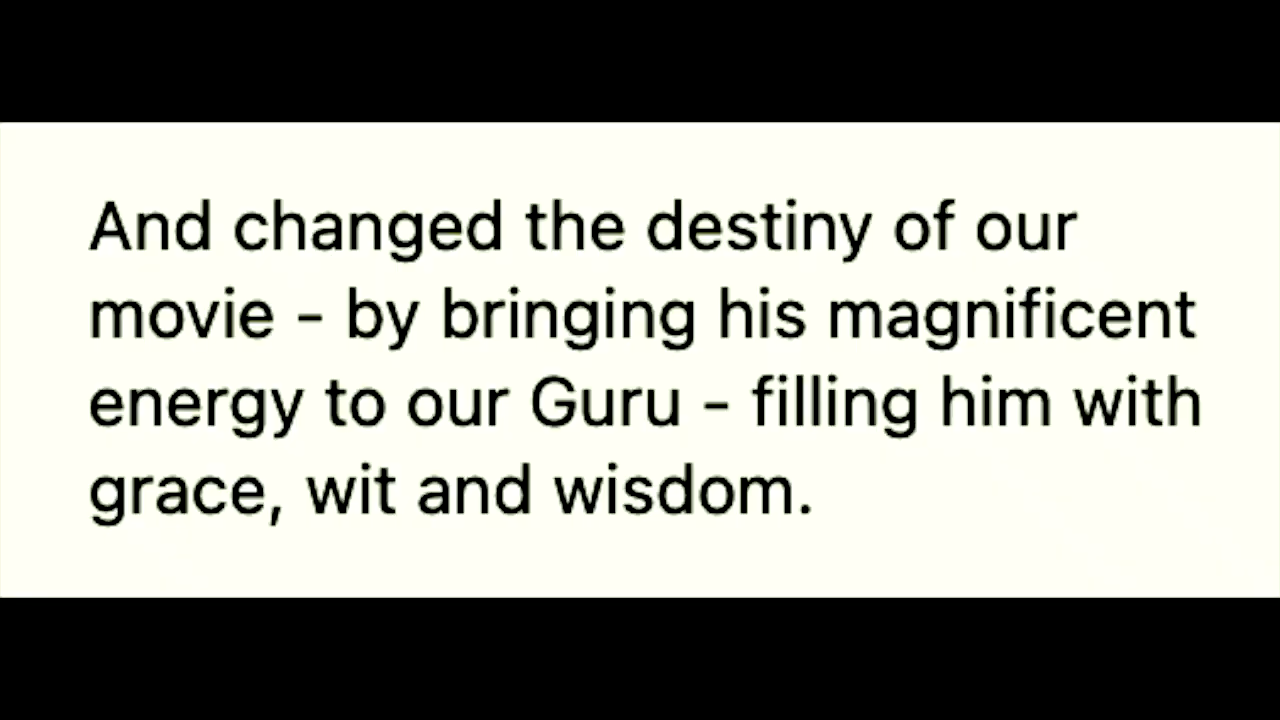 And changed the destiny of our
movie - by bringing his magnificent
energy to our Guru - filling him with
grace, wit and wisdom.